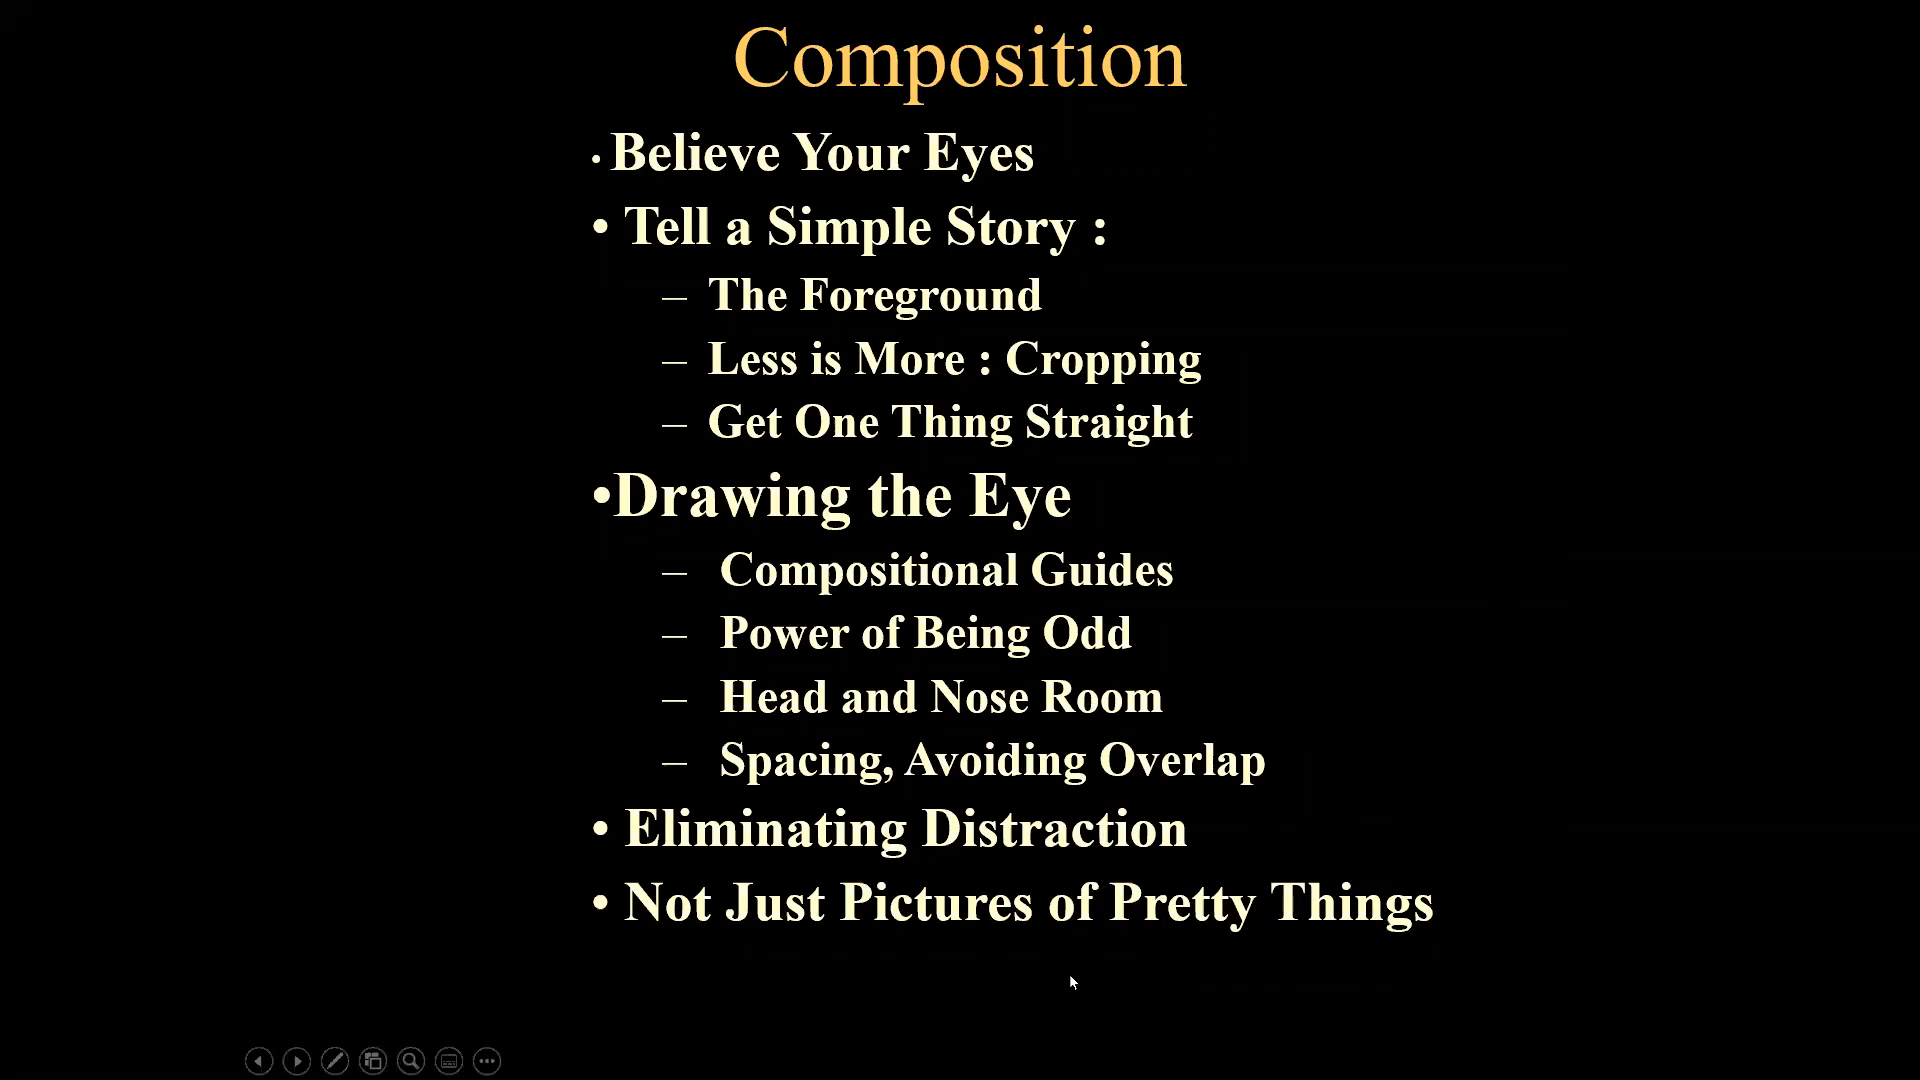 Composition
• Believe Your Eyes
• Tell a Simple Story :
– The Foreground
– Less is More : Cropping
– Get One Thing Straight
•Drawing the Eye
– Compositional Guides
– Power of Being Odd
– Head and Nose Room
– Spacing, Avoiding Overlap
• Eliminating Distraction
• Not Just Pictures of Pretty Things